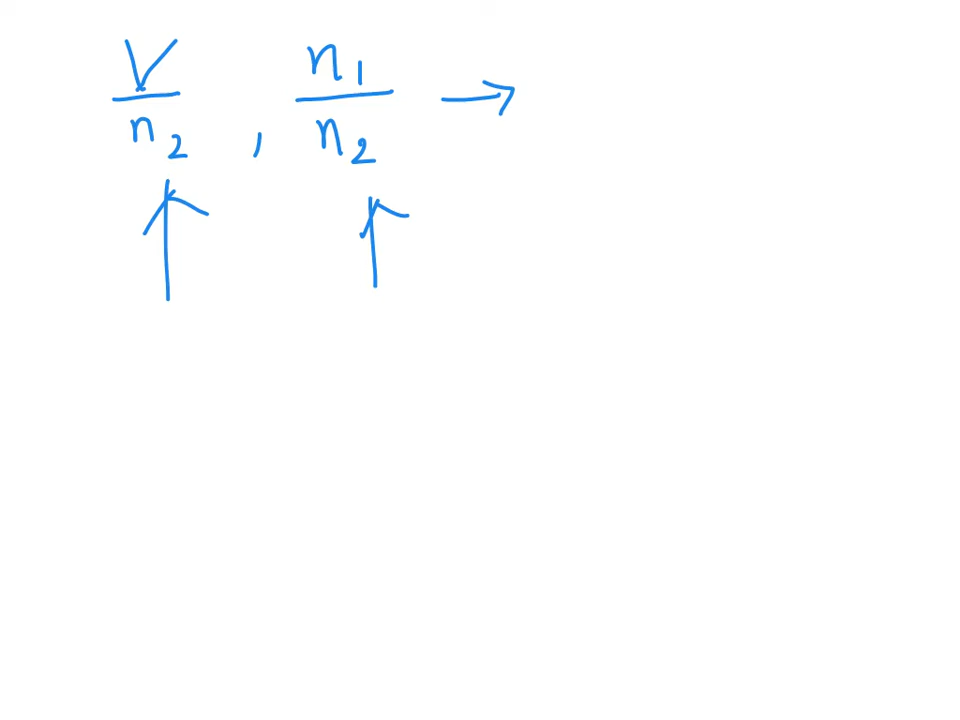 V/n₂ , n₁/n₂ →
↑ ↑